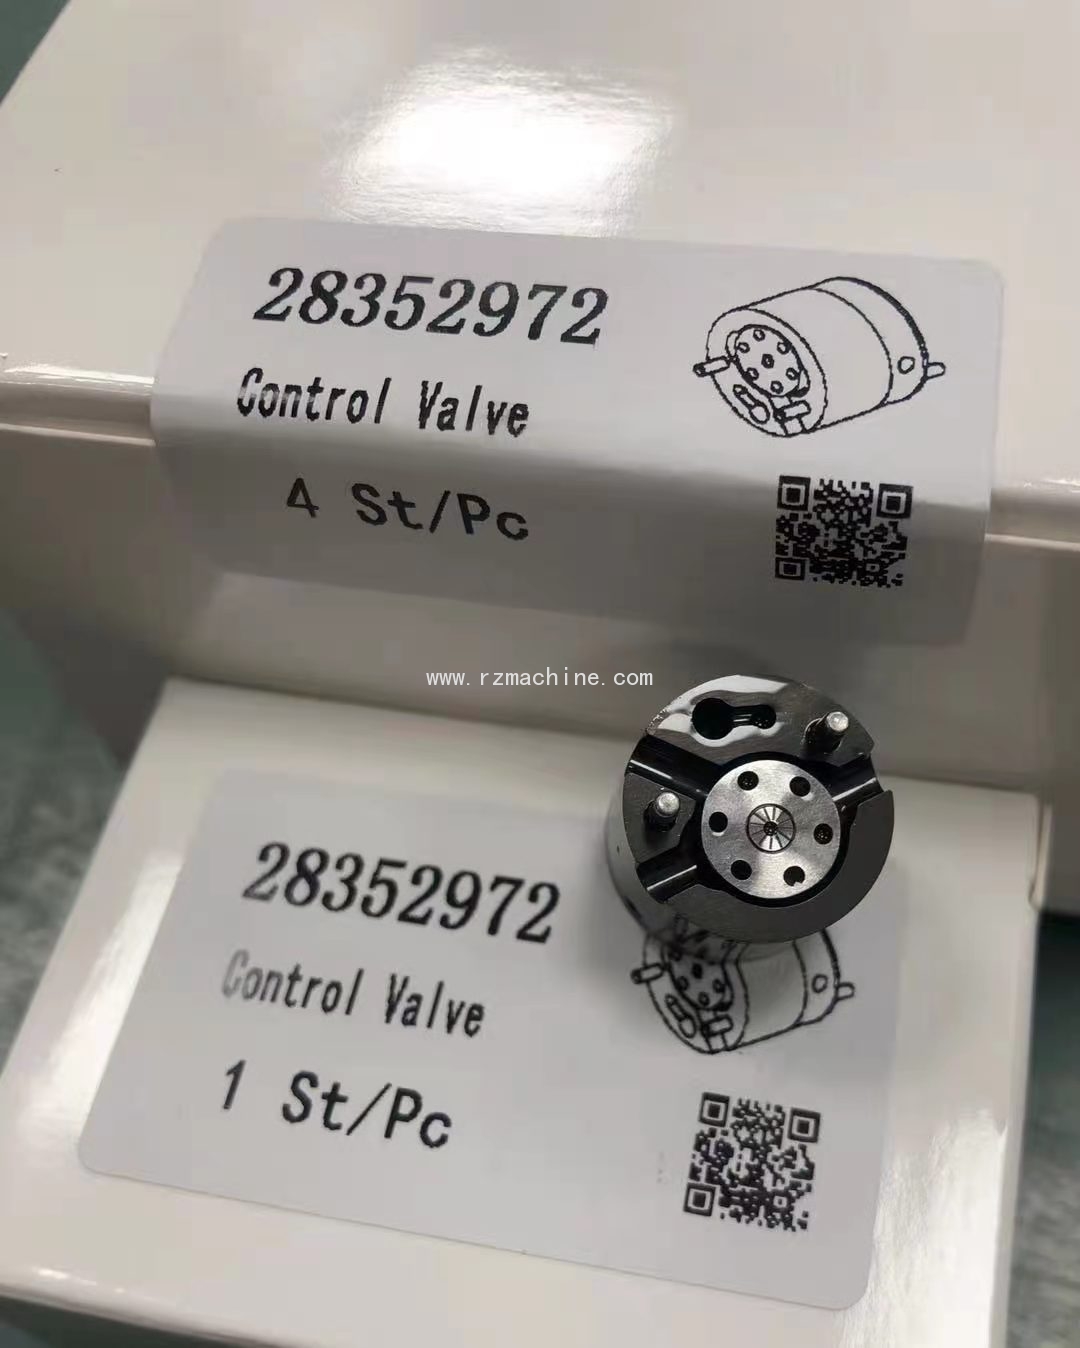 28352972
Control Valve
4 St/Pc
www.rzmachine.com
28352972
Control Valve
1 St/Pc